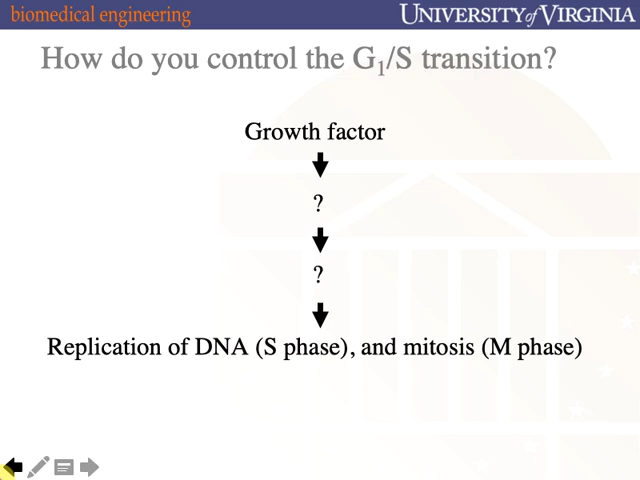 biomedical engineering
UNIVERSITY of VIRGINIA
How do you control the G₁/S transition?
Growth factor
?
?
Replication of DNA (S phase), and mitosis (M phase)